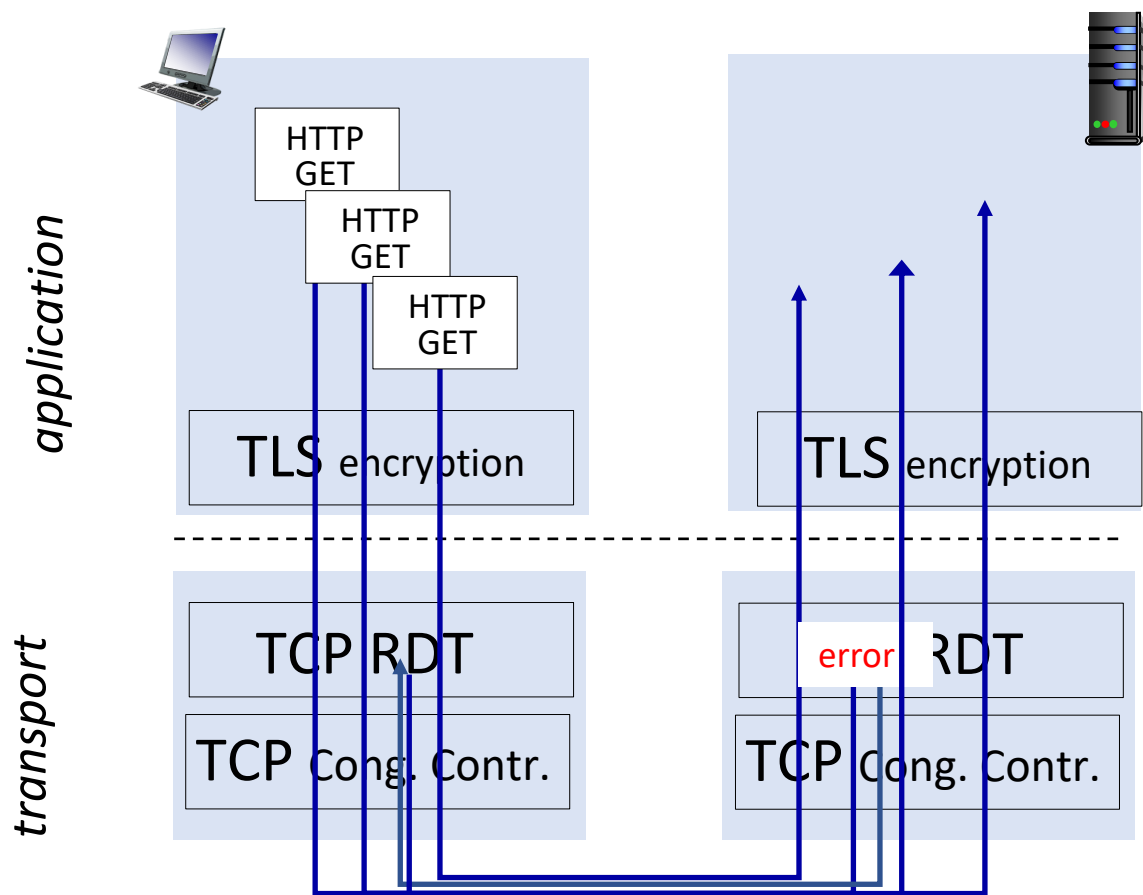 HTTP
GET
HTTP
GET
HTTP
GET
application
TLS encryption
TLS encryption
transport
TCP RDT
error RDT
TCP Cong. Contr.
TCP Cong. Contr.